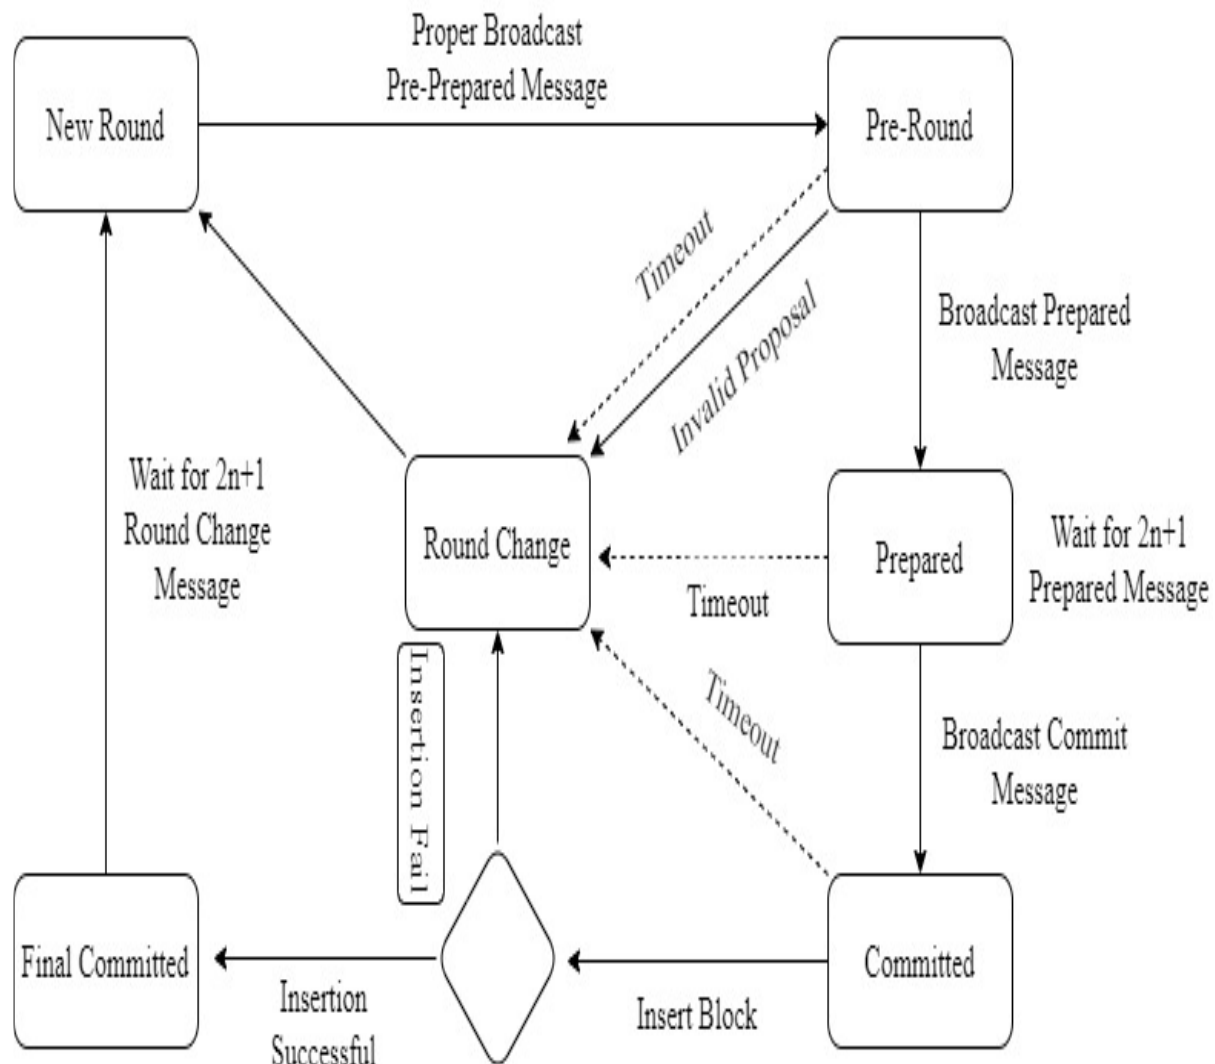 Proper Broadcast
Pre-Prepared Message
New Round
Pre-Round
Timeout
Invalid Proposal
Broadcast Prepared
Message
Wait for 2n+1
Round Change
Message
Round Change
Timeout
Prepared
Wait for 2n+1
Prepared Message
Insertion Fail
Timeout
Broadcast Commit
Message
Final Committed
Insertion
Successful
Insert Block
Committed